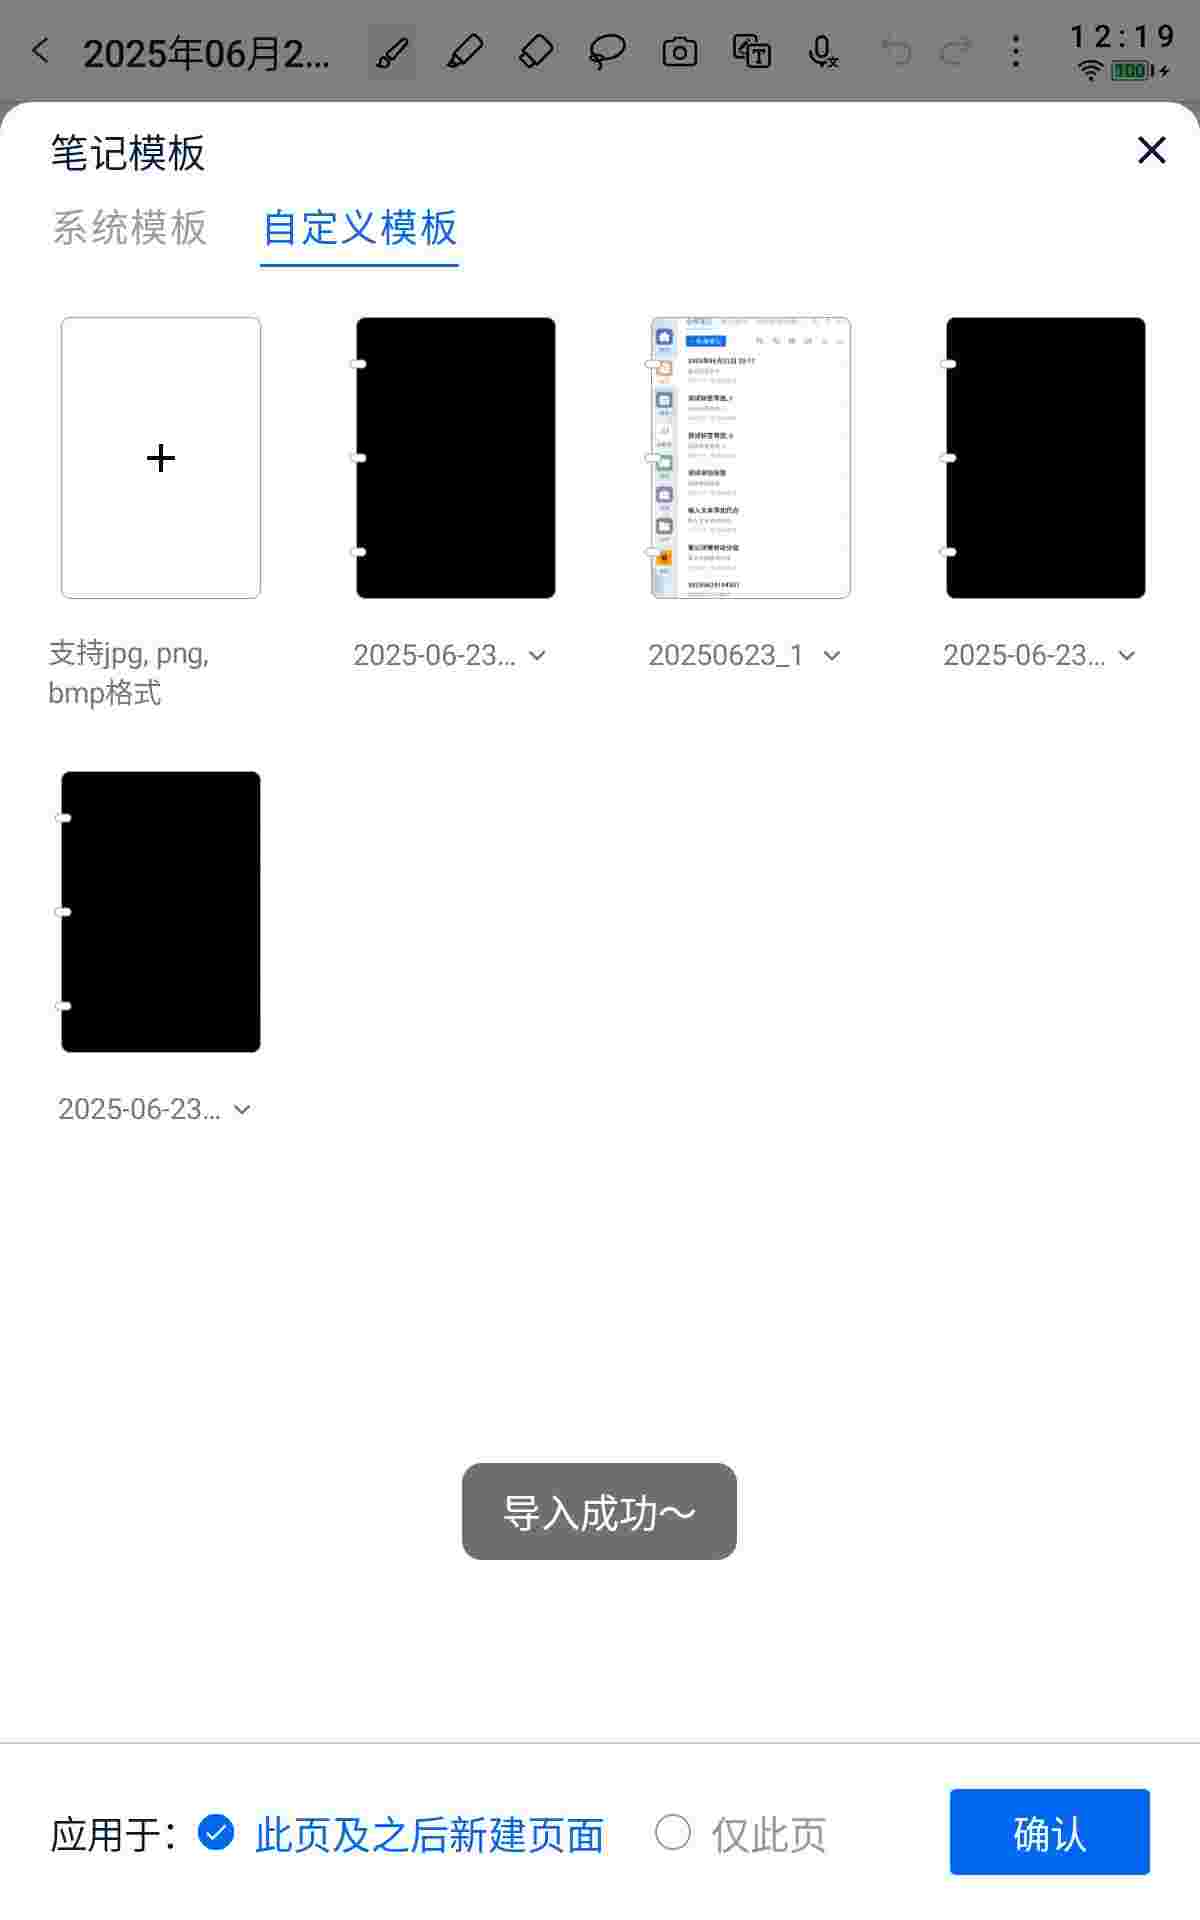 2025年06月2...
12:19
100
笔记模板
系统模板 自定义模板
支持jpg, png,
bmp格式
2025-06-23...
20250623_1
2025-06-23...
2025-06-23...
导入成功～
应用于： 此页及之后新建页面 仅此页 确认